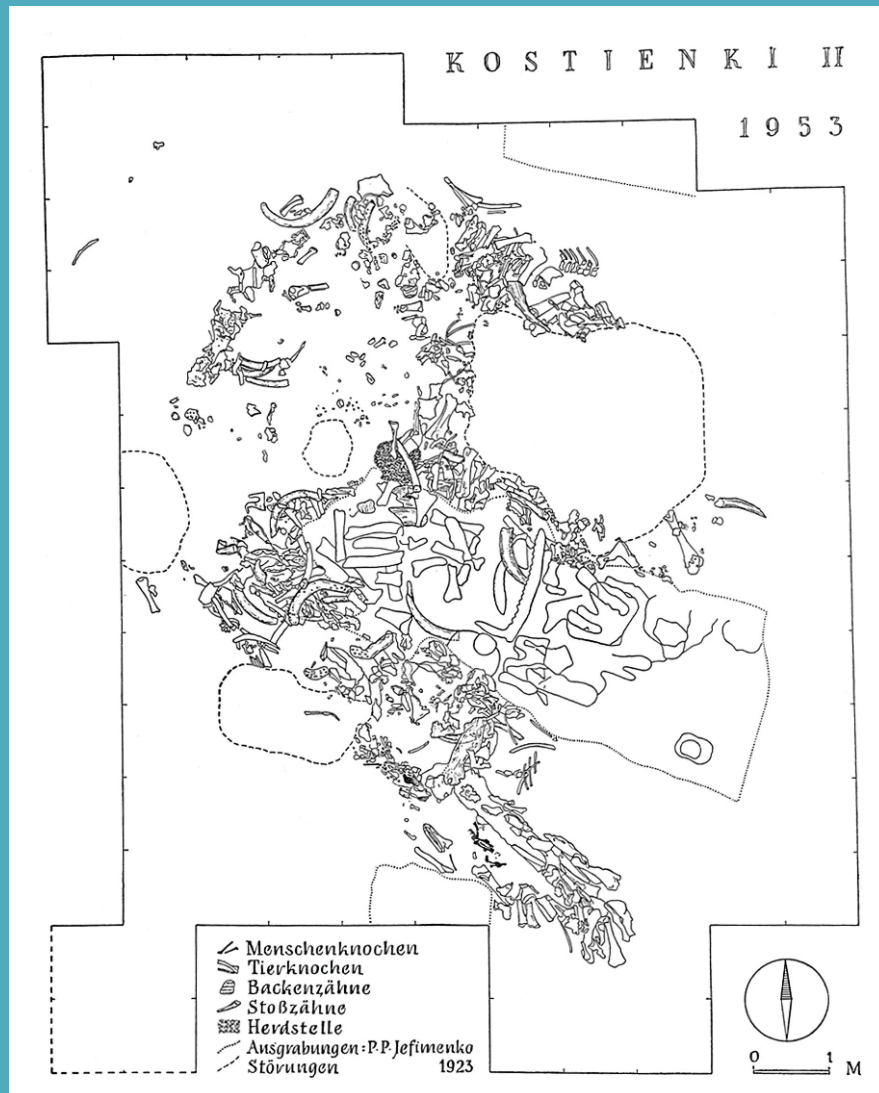 KOSTIENKI II
1953
Menschenknochen
Tierknochen
Backenzähne
Stoßzähne
Herdstelle
Ausgrabungen: P.P. Jefimenko
Störungen 1923
0 1 M